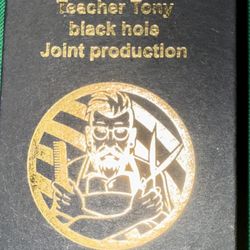 Teacher Tony
black hole
Joint production